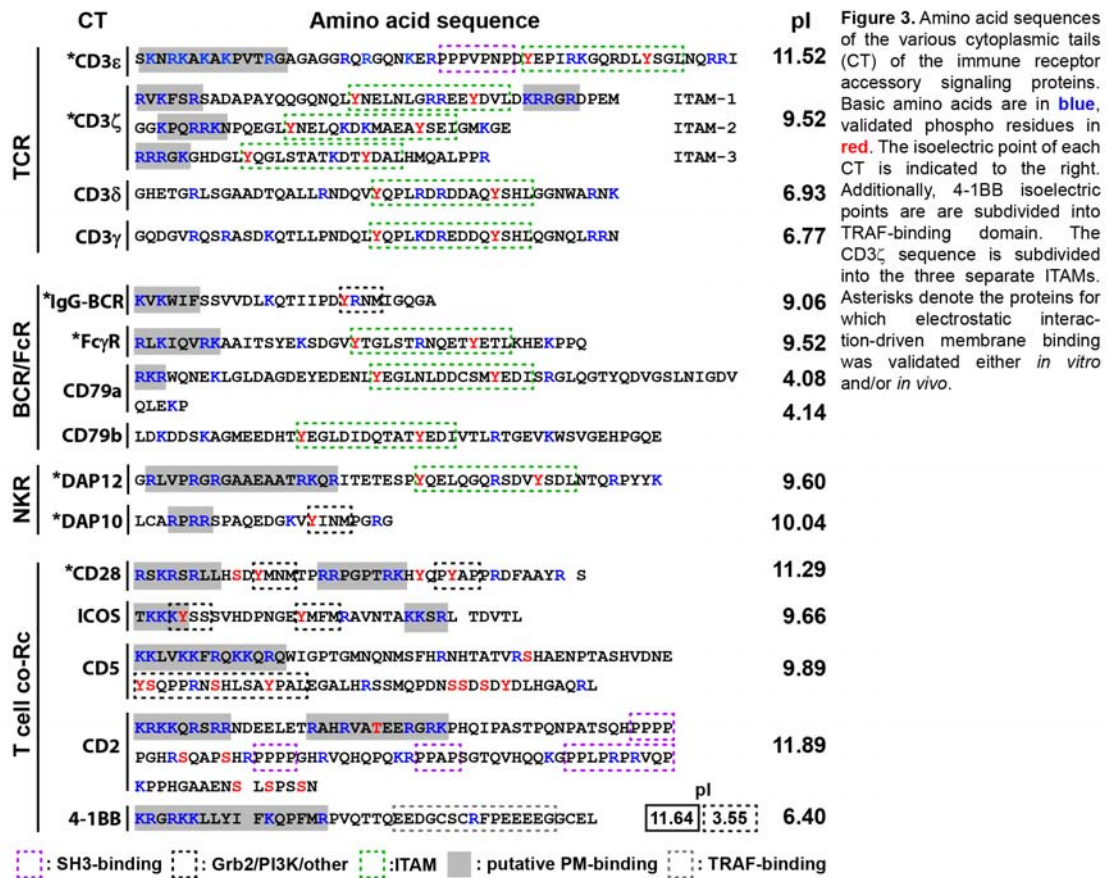 CT Amino acid sequence pI
TCR
*CD3ε SKNRKAKAKPVTRGAGAGGRQRGQNKERPPPVPNPDYEPIRKGQRDLYSGLNQRRI 11.52
*CD3ζ RVKFSRSADAPAYQQGQNQLYNELNLGRREEYDVLDKRRGRDPEM ITAM-1
GGKPQRRKNPQEGLYNELQKDKMAEAYSEIGMKGE ITAM-2 9.52
RRRGKGHDGLYQGLSTATKDTYDALHMQALPPR ITAM-3
CD3δ GHETGRLSGAADTQALLRNDQVYQPLRDRDDAQYSHLGGNWARNK 6.93
CD3γ GQDGVRQSRASDKQTLLPNDQLYQPLKDREDDQYSHLQGNQLRRN 6.77
BCR/FcR
*IgG-BCR KVKWIFSSVVDLKQTIIPDYRNMIGQGA 9.06
*FcγR RLKIQVRKAAITSYEKSDGVYTGLSTRNQETYETLKHEKPPQ 9.52
CD79a RKRWQNEKLGLDAGDEYEDENLYEGLNLDDCSMYEDISRGLQGTYQDVGSLNIGDV 4.08
QLEKP
4.14
CD79b LDKDDSKAGMEEDHTYEGLDIDQTATYEDIVTLRTGEVKWSVGEHPGQE
NKR
*DAP12 GRLVPRGRGAAEAATRKQRITETESPYQELQGQRSDVYSDLNTQRPYYK 9.60
*DAP10 LCARPRRSPAQEDGKVYINMPGRG 10.04
T cell co-Rc
*CD28 RSKRSRLLHSDYMNMTPRRPGPTRKHYQPYAPPRDFAAYR S 11.29
ICOS TKKKYSSSVHDPNGEYMFMRAVNTAKKSRL TDVTL 9.66
CD5 KKLVKKFRQKKQRQWIGPTGMNQNMSFHRNHTATVRSHAENPTASHVDNE
YSQPPRNSHLSAYPALEGALHRSSMQPDNSSDSDYDLHGAQRL 9.89
CD2 KRKKQRSRRNDEELETRAHRVATEERGRKPHQIPASTPQNPATSQHPPPP
PGHRSQAPSHRPPPPGHRVQHQPQKRPPAPSGTQVHQQKGPPLPRPRVQP 11.89
KPPHGAAENS LSPSSN
pI
4-1BB KRGRKKLLYI FKQPFMRPVQTTQEEDGCSCRFPEEEEGGCEL 11.64 3.55 6.40
: SH3-binding : Grb2/PI3K/other :ITAM : putative PM-binding : TRAF-binding
Figure 3. Amino acid sequences
of the various cytoplasmic tails
(CT) of the immune receptor
accessory signaling proteins.
Basic amino acids are in blue,
validated phospho residues in
red. The isoelectric point of each
CT is indicated to the right.
Additionally, 4-1BB isoelectric
points are are subdivided into
TRAF-binding domain. The
CD3ζ sequence is subdivided
into the three separate ITAMs.
Asterisks denote the proteins for
which electrostatic interac-
tion-driven membrane binding
was validated either in vitro
and/or in vivo.